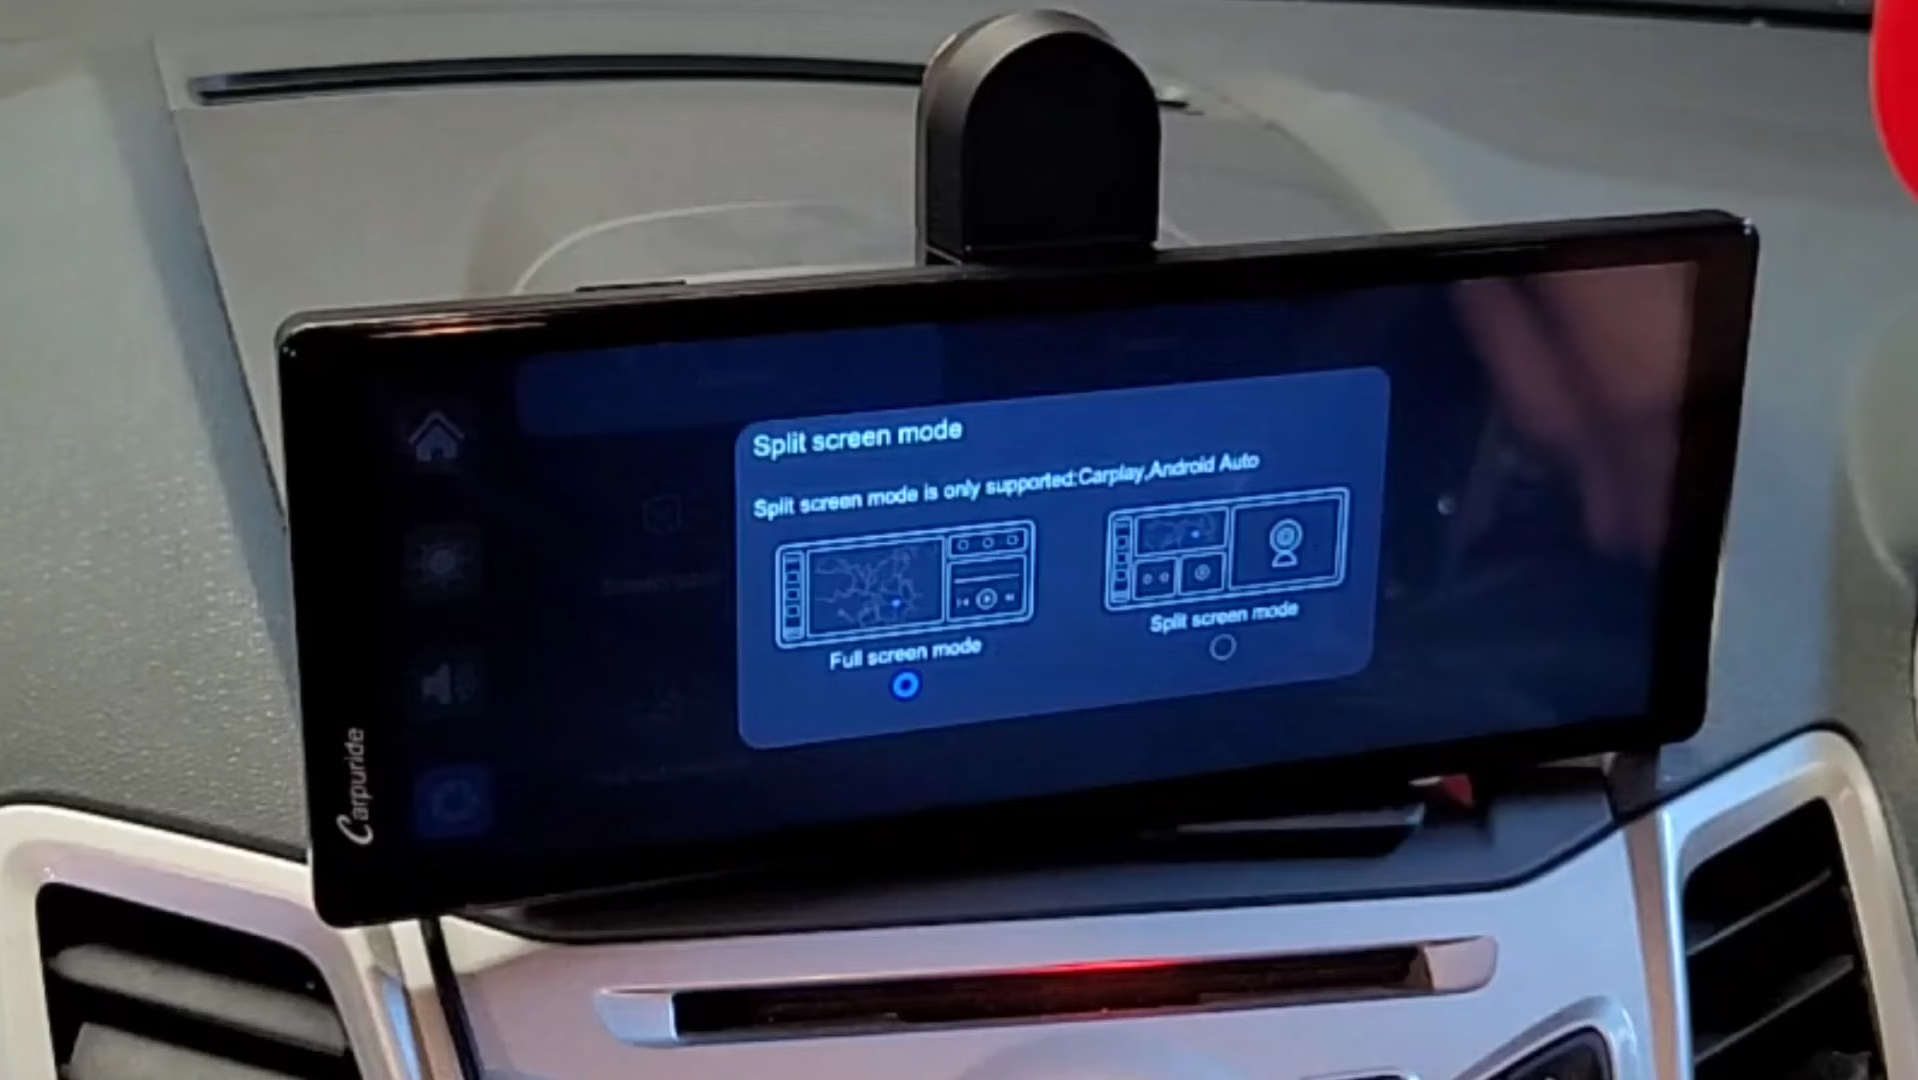 Split screen mode
Split screen mode is only supported:Carplay,Android Auto
Full screen mode
Split screen mode
Carpuride